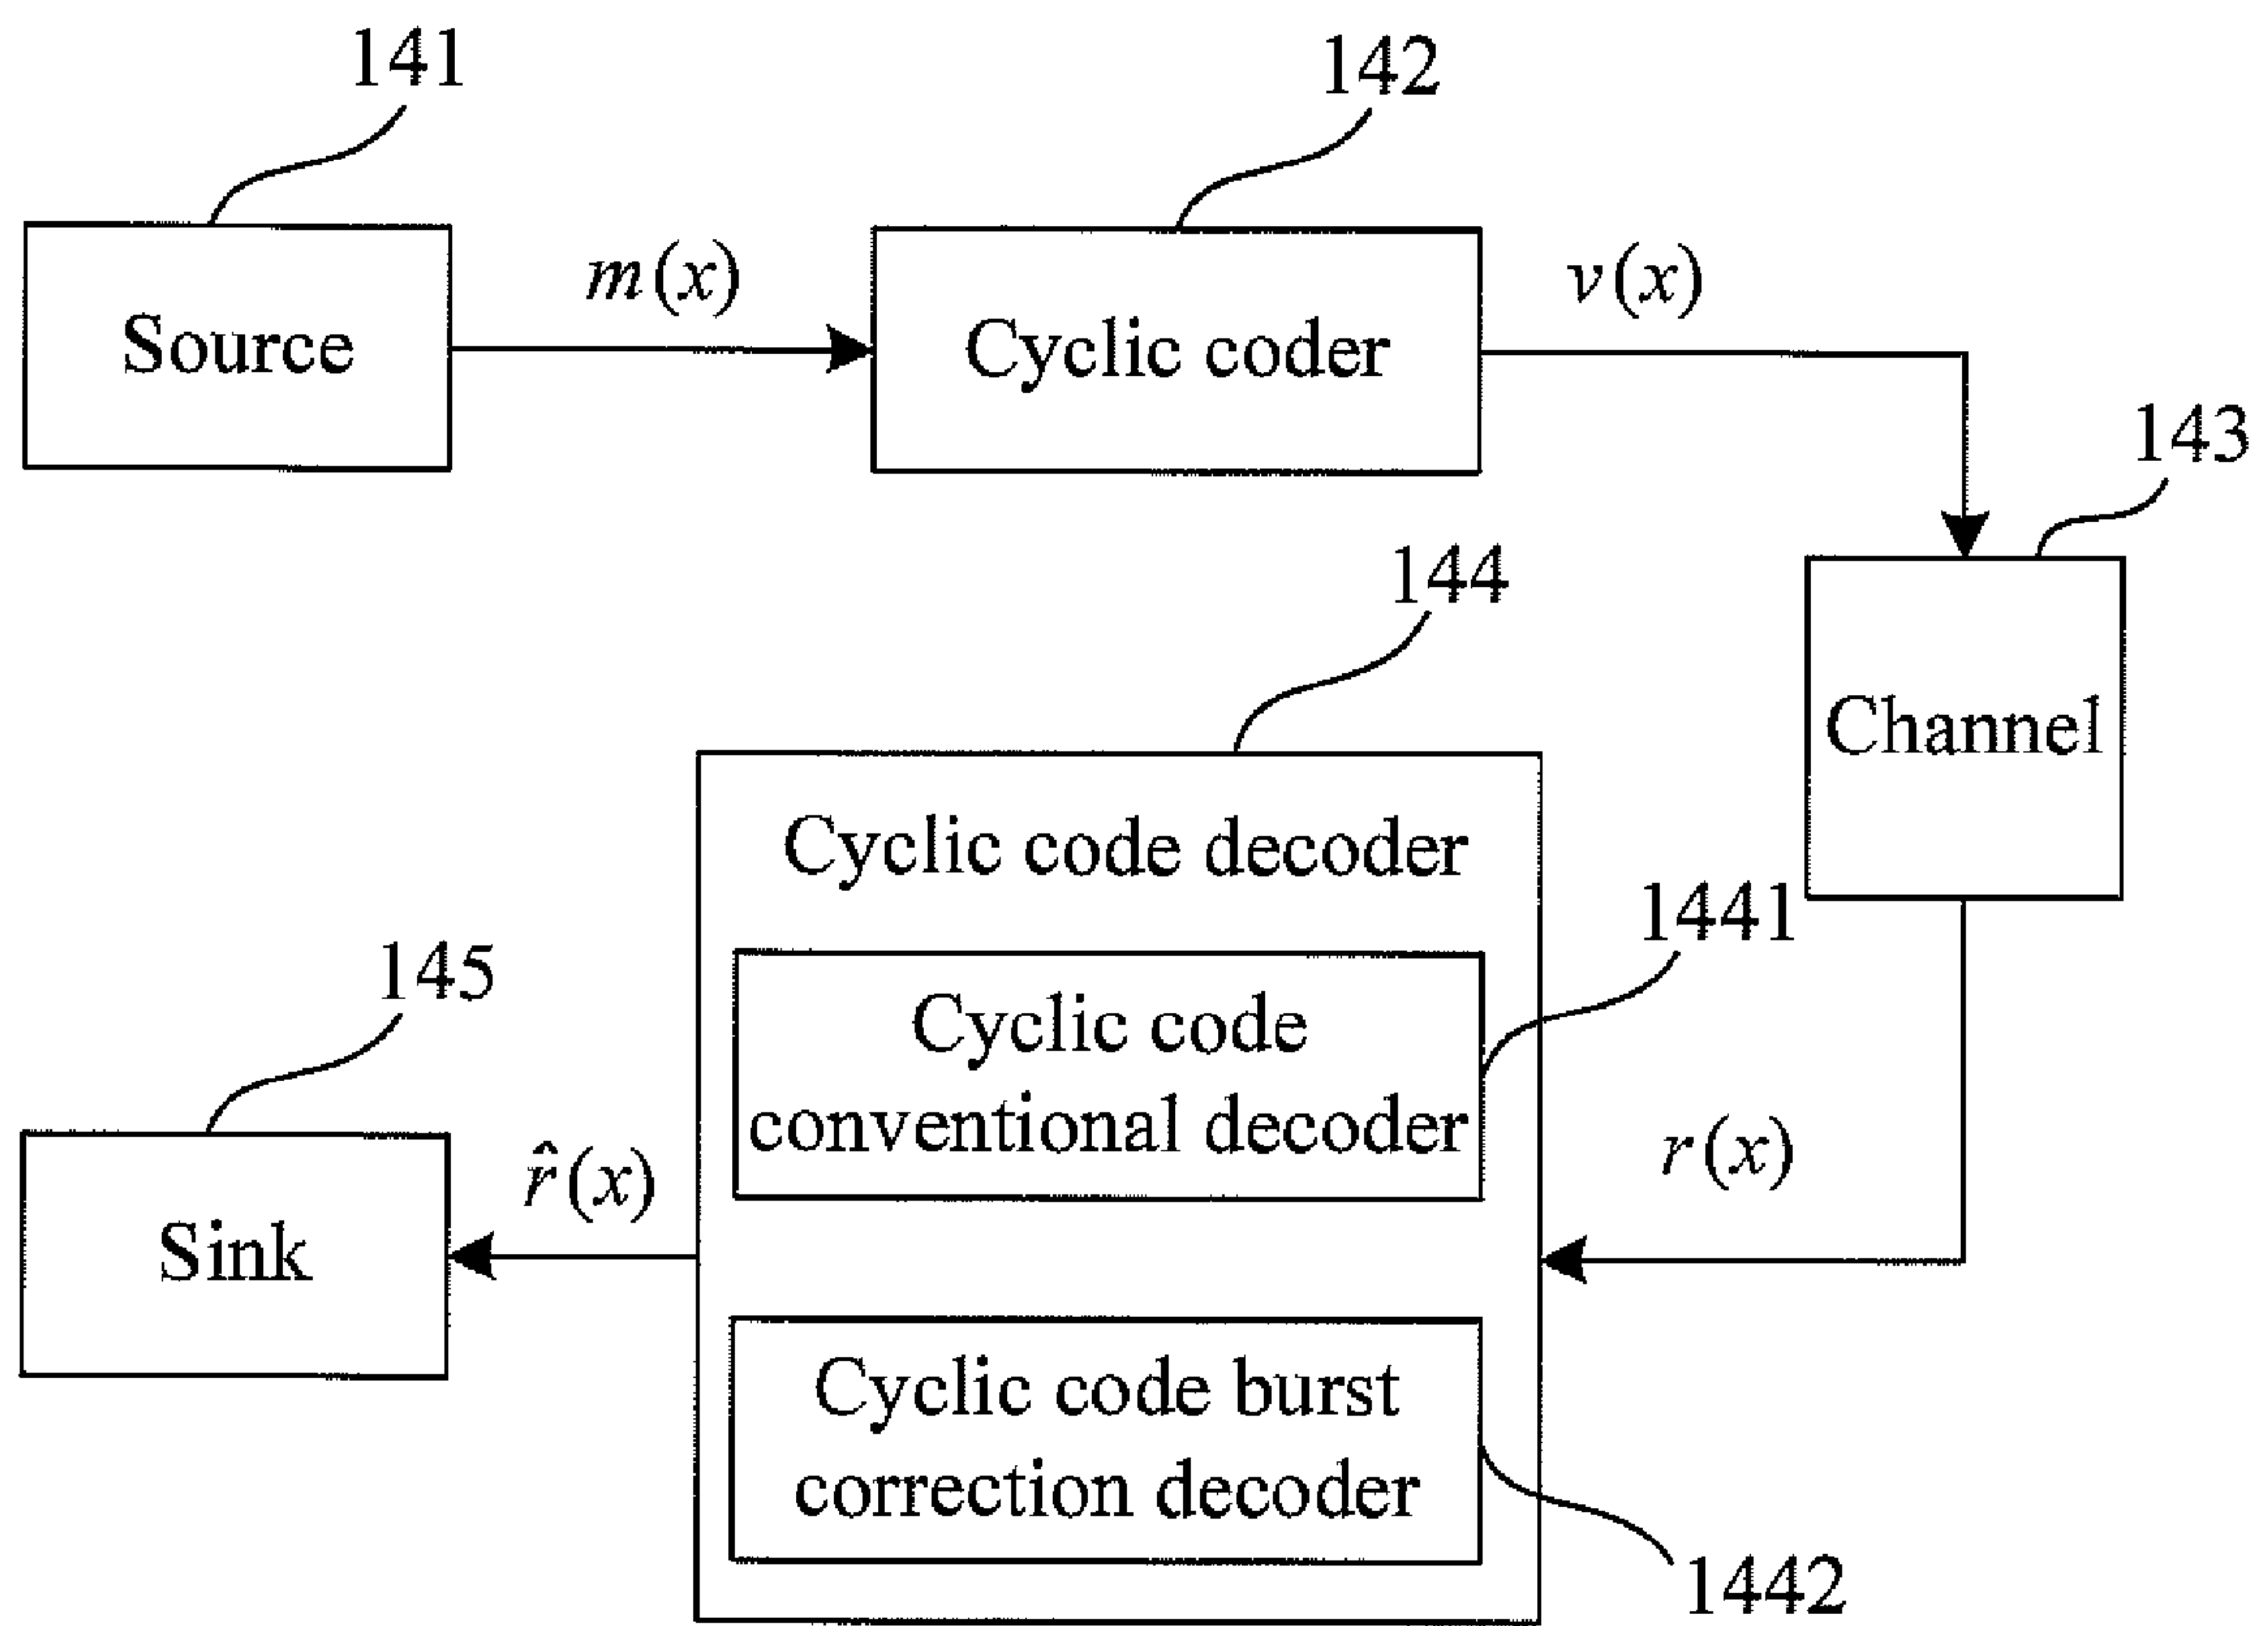 141
142
Source
m(x)
Cyclic coder
v(x)
143
144
Channel
Cyclic code decoder
1441
Cyclic code
conventional decoder
145
r̂(x)
r(x)
Sink
Cyclic code burst
correction decoder
1442